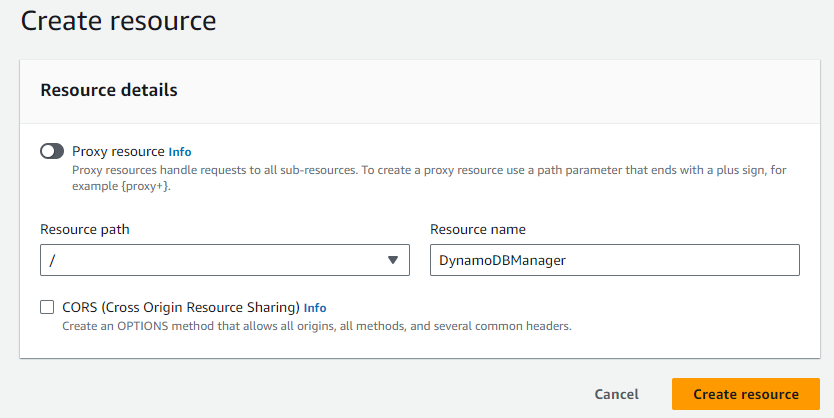 Create resource
Resource details
Proxy resource Info
Proxy resources handle requests to all sub-resources. To create a proxy resource use a path parameter that ends with a plus sign, for
example {proxy+}.
Resource path
Resource name
/
DynamoDBManager
CORS (Cross Origin Resource Sharing) Info
Create an OPTIONS method that allows all origins, all methods, and several common headers.
Cancel
Create resource